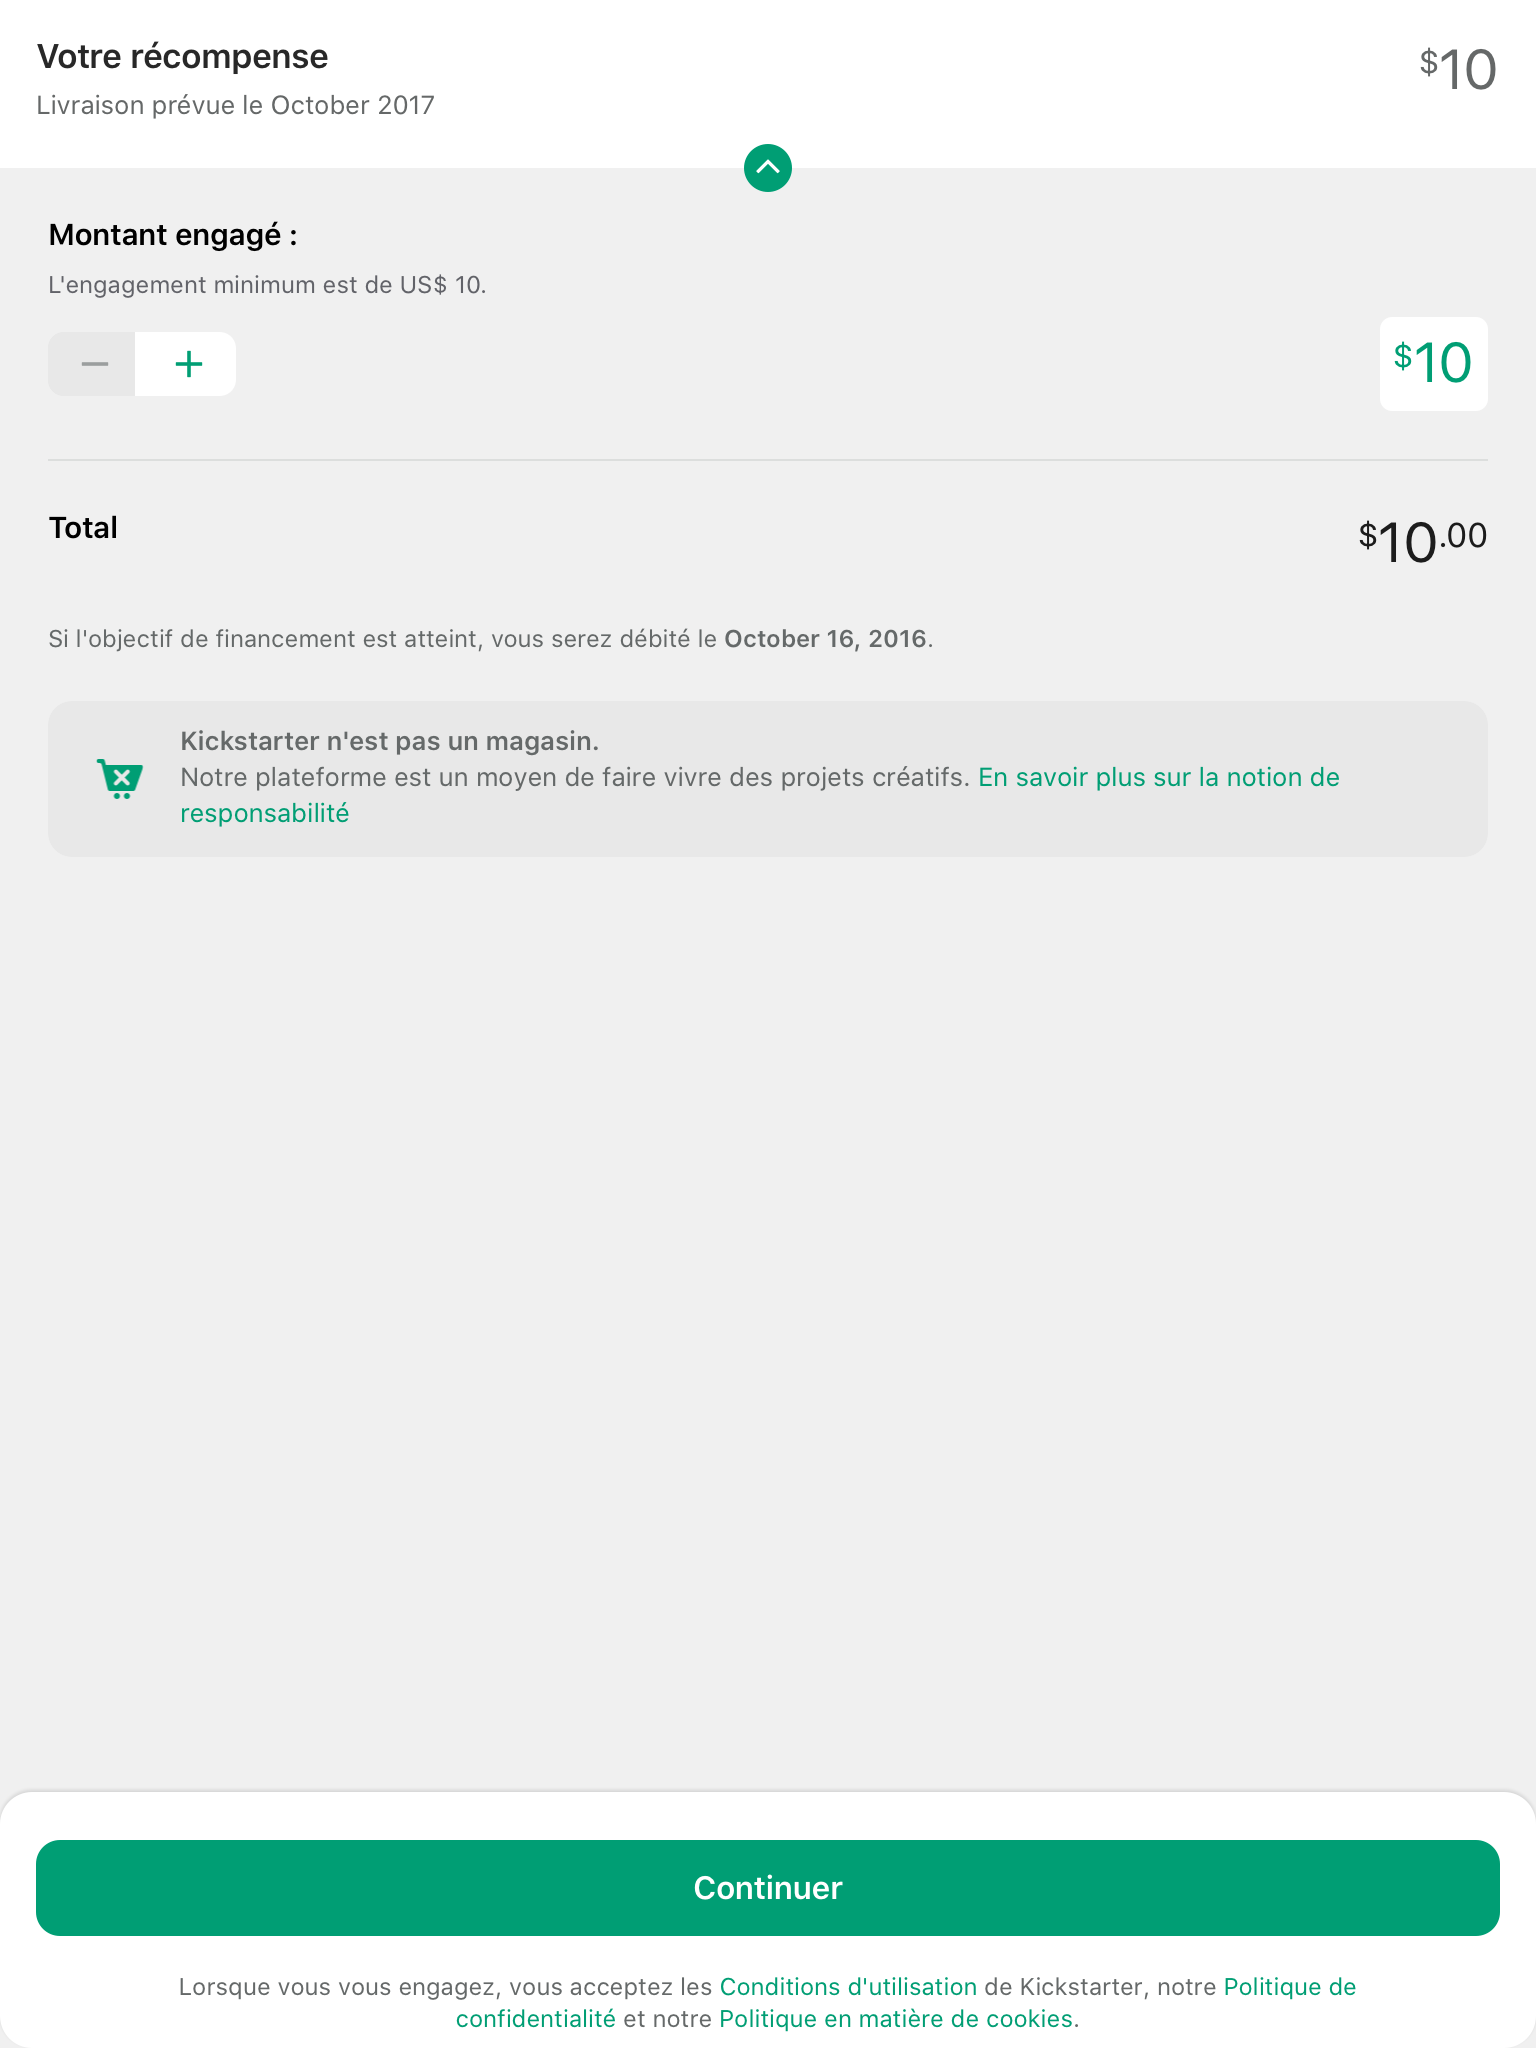 Votre récompense
$10
Livraison prévue le October 2017
Montant engagé :
L'engagement minimum est de US$ 10.
$10
Total
$10.00
Si l'objectif de financement est atteint, vous serez débité le October 16, 2016.
Kickstarter n'est pas un magasin.
Notre plateforme est un moyen de faire vivre des projets créatifs. En savoir plus sur la notion de
responsabilité
Continuer
Lorsque vous vous engagez, vous acceptez les Conditions d'utilisation de Kickstarter, notre Politique de
confidentialité et notre Politique en matière de cookies.